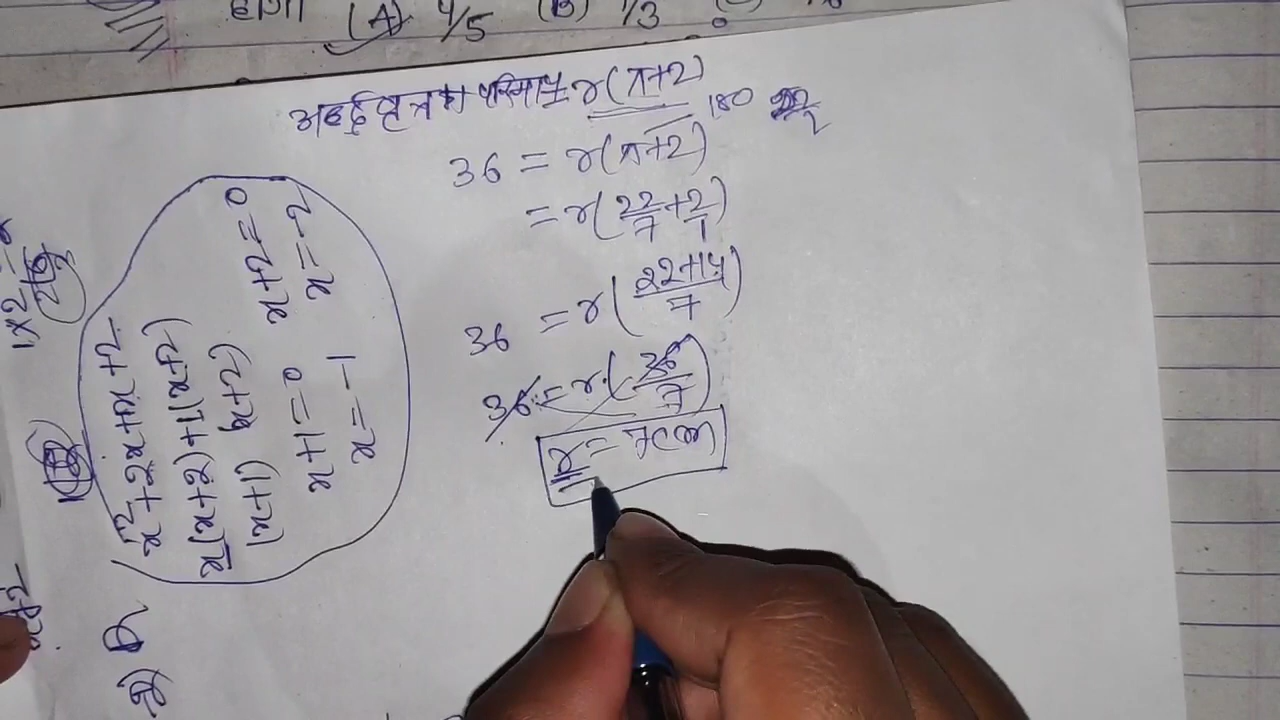 (A) 4/5 (B) 1/3
अर्द्धवृत्त का परिमाप = r(π+2)
180
36 = r(π+2)
= r(22/7+2/1)
36 = r(22+14/7)
36 = r(36/7)
r = 7cm
x²+2x+x+2
x(x+2)+1(x+2)
(x+1) (x+2)
x+1=0 x+2=0
x=-1 x=-2